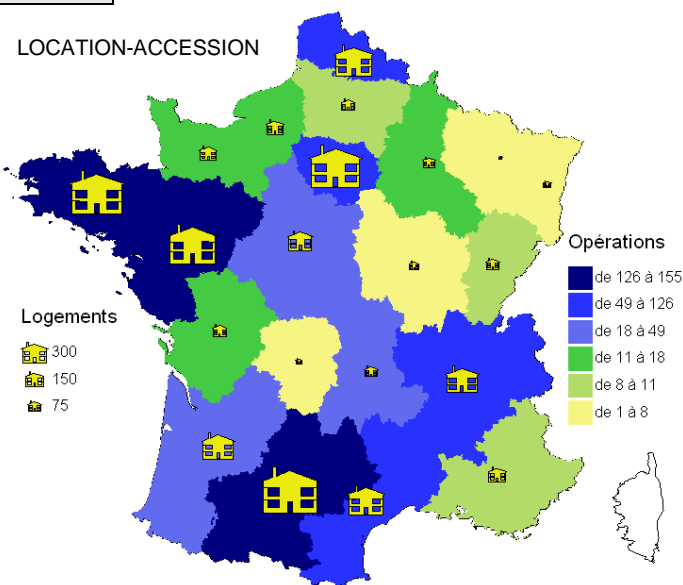 LOCATION-ACCESSION
Opérations
de 126 à 155
de 49 à 126
de 18 à 49
de 11 à 18
de 8 à 11
de 1 à 8
Logements
300
150
75